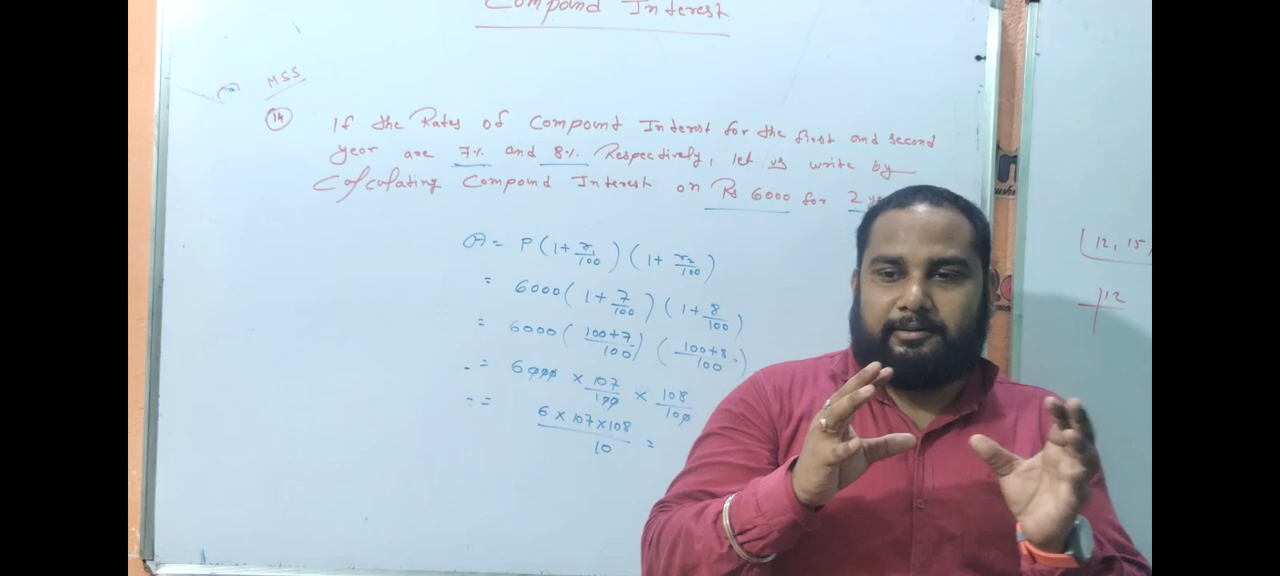 Compound Interest
MSS
14 If the Rates of Compound Interest for the first and second
year are 7% and 8% Respectively, let us write by
Calculating Compound Interest on Rs 6000 for 2
A = P(1+r₁/100)(1+r₂/100)
= 6000(1+7/100)(1+8/100)
= 6000(100+7/100)(100+8/100)
= 6000 × 107/100 × 108/100
= 6×107×108/10 =
12, 15,
12